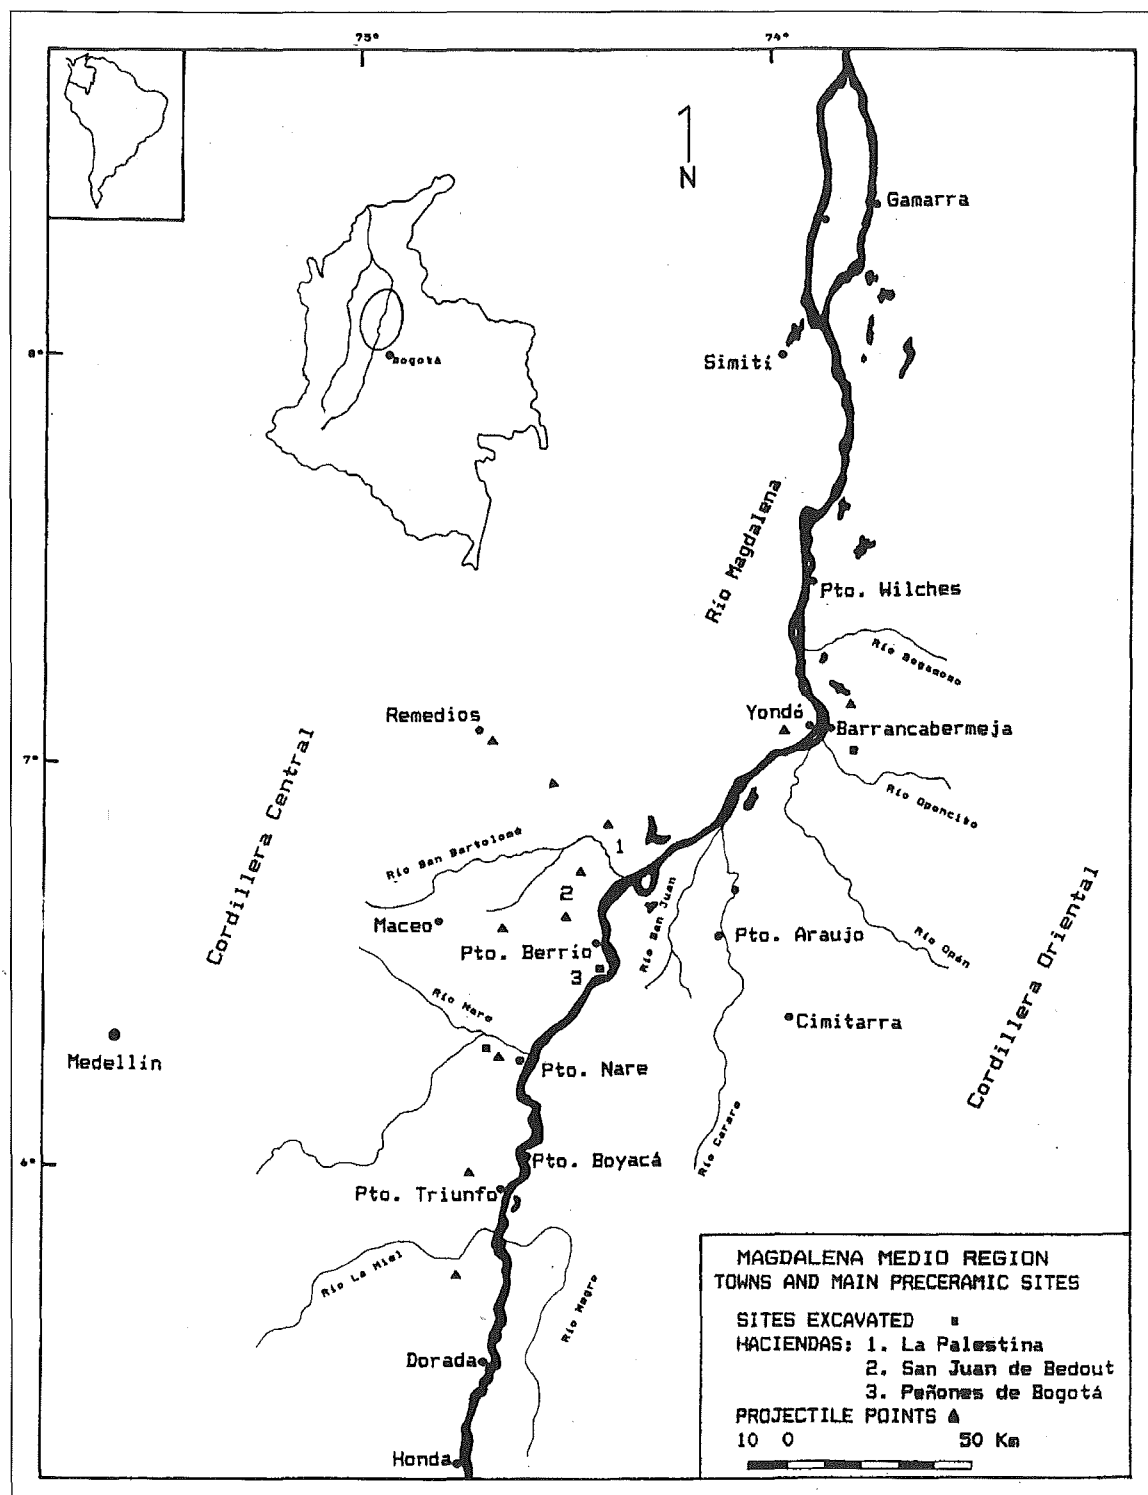 73° 74°
N
Gamarra
8°
Bogotá
Simití
Río Magdalena
Pto. Wilches
Río Sogamoso
Remedios
Yondó
Barrancabermeja
7°
Cordillera Central
Río Oponcito
1
Río San Bartolomé
2
Río San Juan
Maceo
Pto. Araujo
Pto. Berrío
Río Opán
3
Cordillera Oriental
Río Nare
Cimitarra
Medellín
Pto. Nare
Río Carare
6°
Pto. Boyacá
Pto. Triunfo
Río La Miel
Río Negro
Dorada
Honda
MAGDALENA MEDIO REGION
TOWNS AND MAIN PRECERAMIC SITES
SITES EXCAVATED
HACIENDAS: 1. La Palestina
2. San Juan de Bedout
3. Peñones de Bogotá
PROJECTILE POINTS
10 0 50 Km